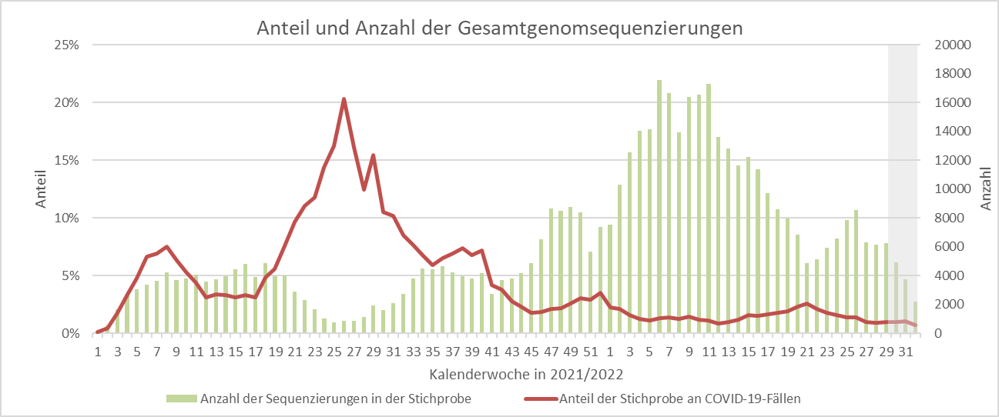 Anteil und Anzahl der Gesamtgenomsequenzierungen
25% 20000
18000
20% 16000
14000
15% 12000
10000
10% 8000
6000
5% 4000
2000
0% 0
Anteil
Anzahl
1 3 5 7 9 11 13 15 17 19 21 23 25 27 29 31 33 35 37 39 41 43 45 47 49 51 1 3 5 7 9 11 13 15 17 19 21 23 25 27 29 31
Kalenderwoche in 2021/2022
Anzahl der Sequenzierungen in der Stichprobe Anteil der Stichprobe an COVID-19-Fällen